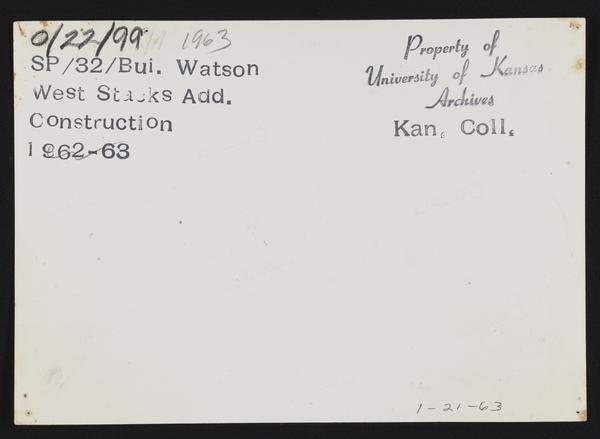 0/22/99 1963
SP/32/Bui. Watson
West Stacks Add.
Construction
1962-63
Property of
University of Kansas
Archives
Kan. Coll.
1-21-63